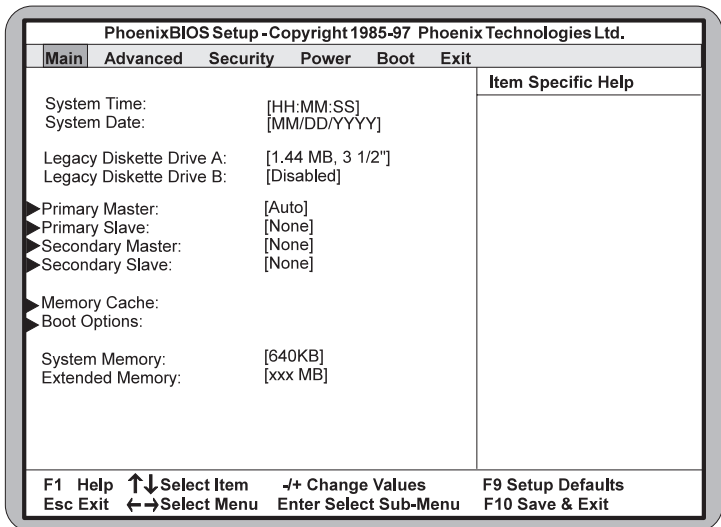 PhoenixBIOS Setup - Copyright 1985-97 Phoenix Technologies Ltd.
Main Advanced Security Power Boot Exit
Item Specific Help
System Time: [HH:MM:SS]
System Date: [MM/DD/YYYY]
Legacy Diskette Drive A: [1.44 MB, 3 1/2"]
Legacy Diskette Drive B: [Disabled]
▶Primary Master: [Auto]
▶Primary Slave: [None]
▶Secondary Master: [None]
▶Secondary Slave: [None]
▶Memory Cache:
▶Boot Options:
System Memory: [640KB]
Extended Memory: [xxx MB]
F1 Help ↑↓Select Item -/+ Change Values F9 Setup Defaults
Esc Exit ←→Select Menu Enter Select Sub-Menu F10 Save & Exit